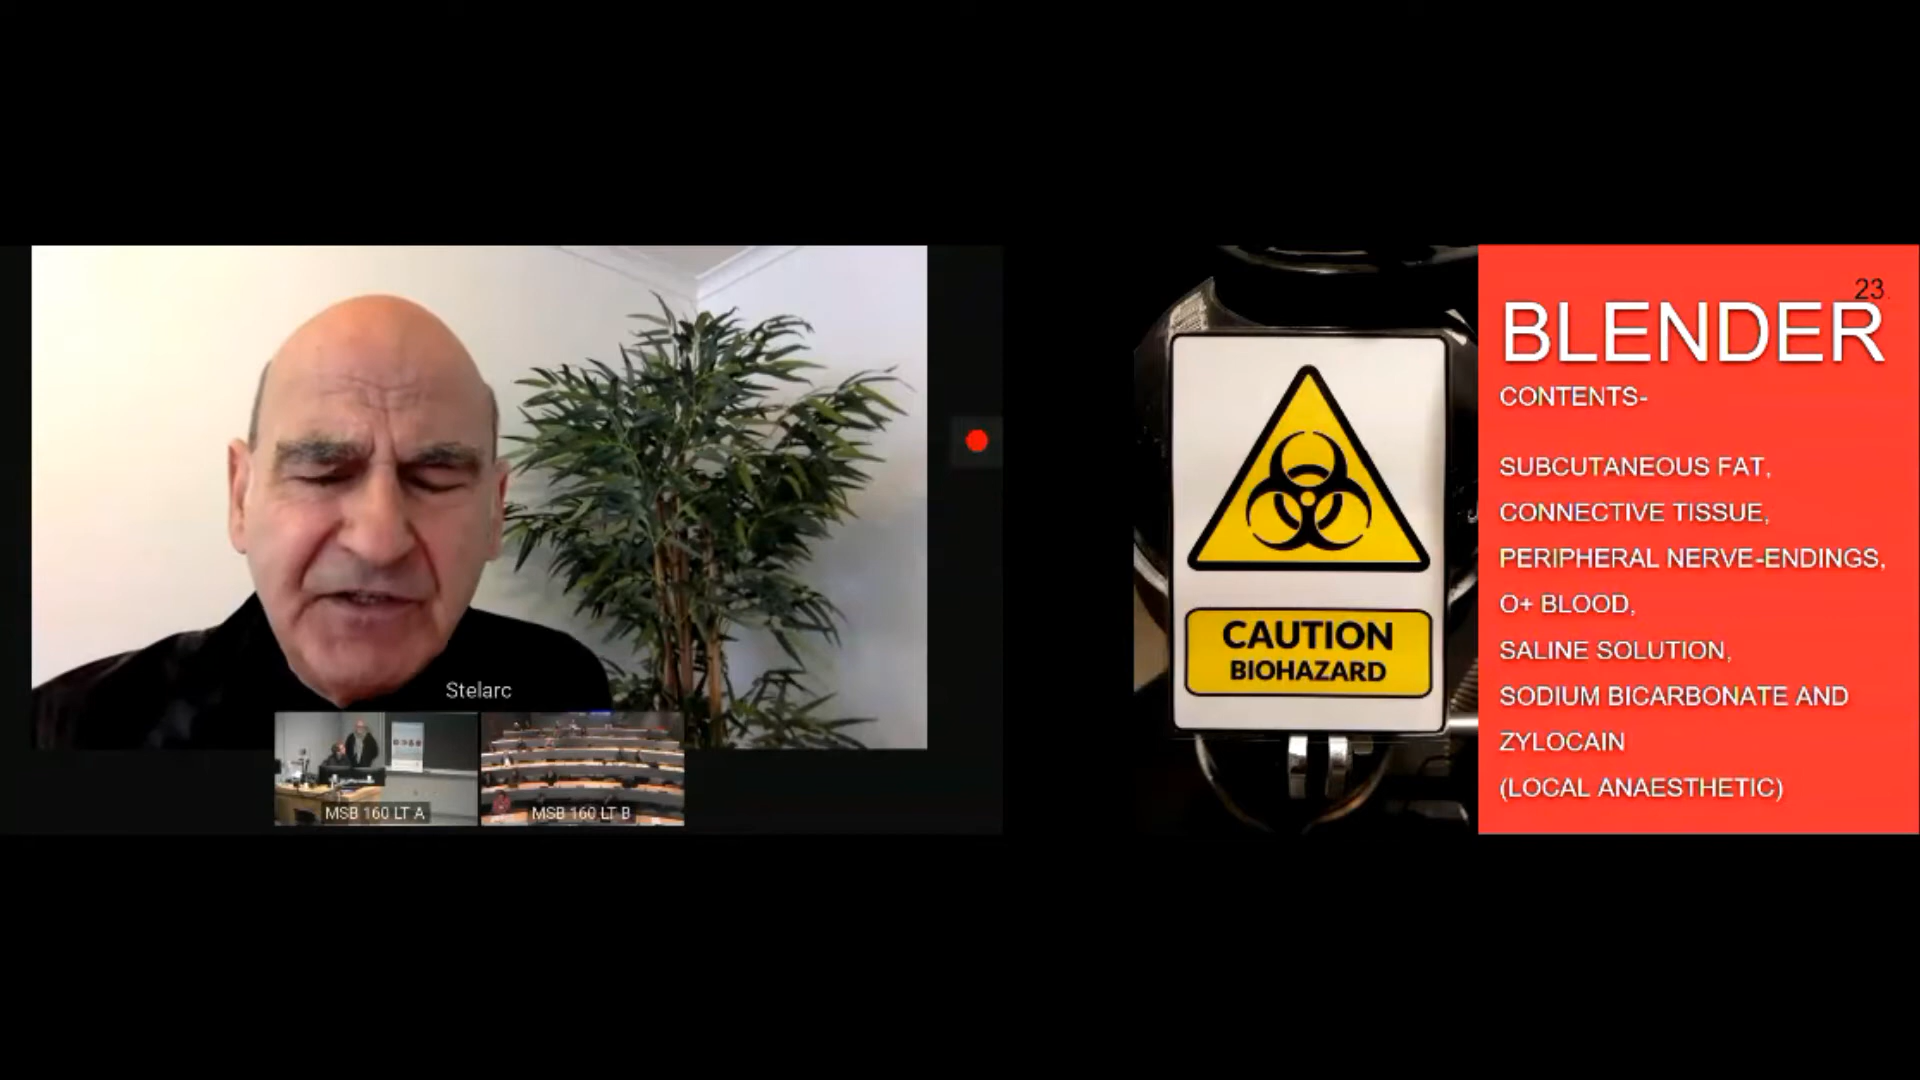 Stelarc
MSB 160 LT A
MSB 160 LT B
CAUTION
BIOHAZARD
23.
BLENDER
CONTENTS-
SUBCUTANEOUS FAT,
CONNECTIVE TISSUE,
PERIPHERAL NERVE-ENDINGS,
O+ BLOOD,
SALINE SOLUTION,
SODIUM BICARBONATE AND
ZYLOCAIN
(LOCAL ANAESTHETIC)